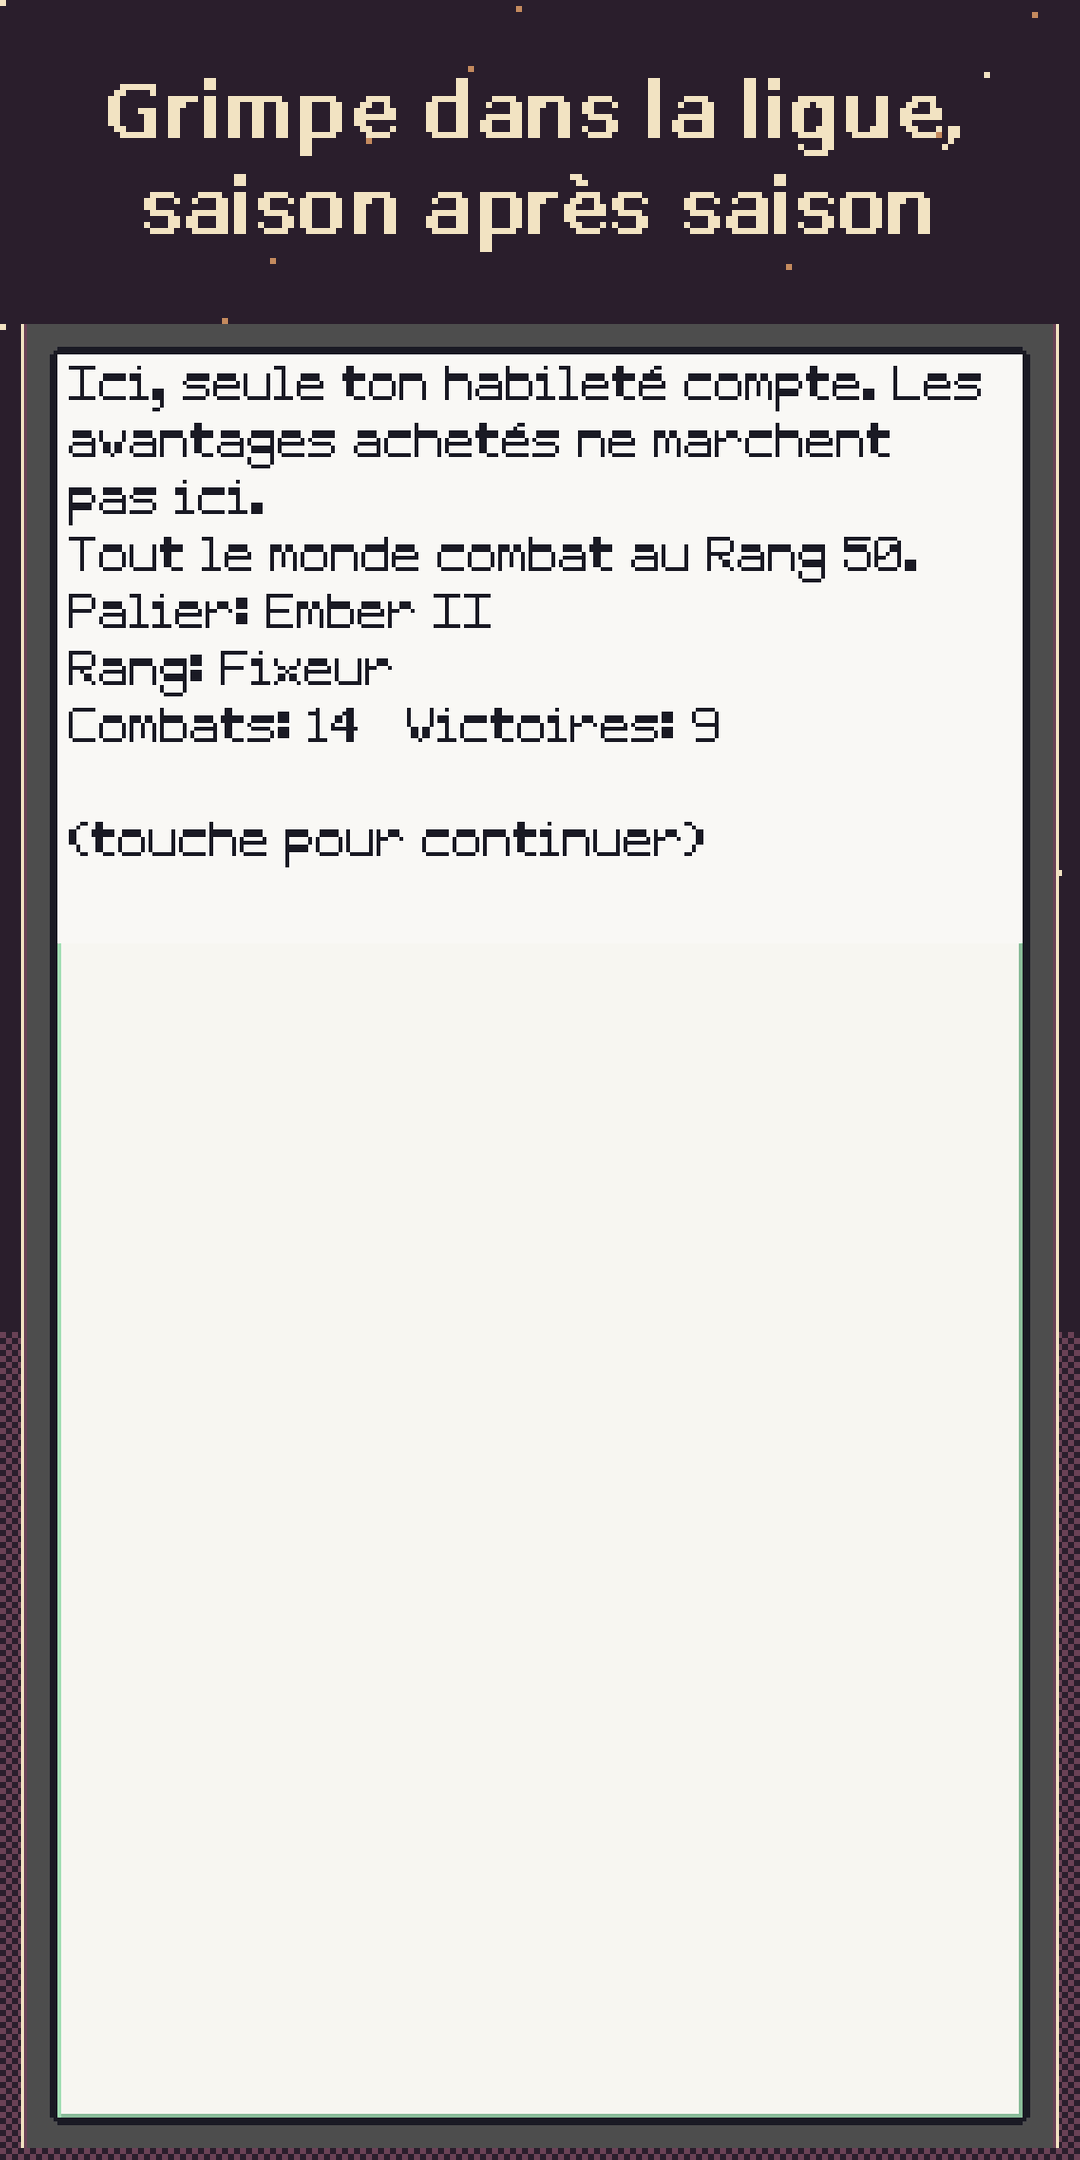 Grimpe dans la ligue,
saison après saison
Ici, seule ton habileté compte. Les
avantages achetés ne marchent
pas ici.
Tout le monde combat au Rang 50.
Palier: Ember II
Rang: Fixeur
Combats: 14  Victoires: 9
(touche pour continuer)